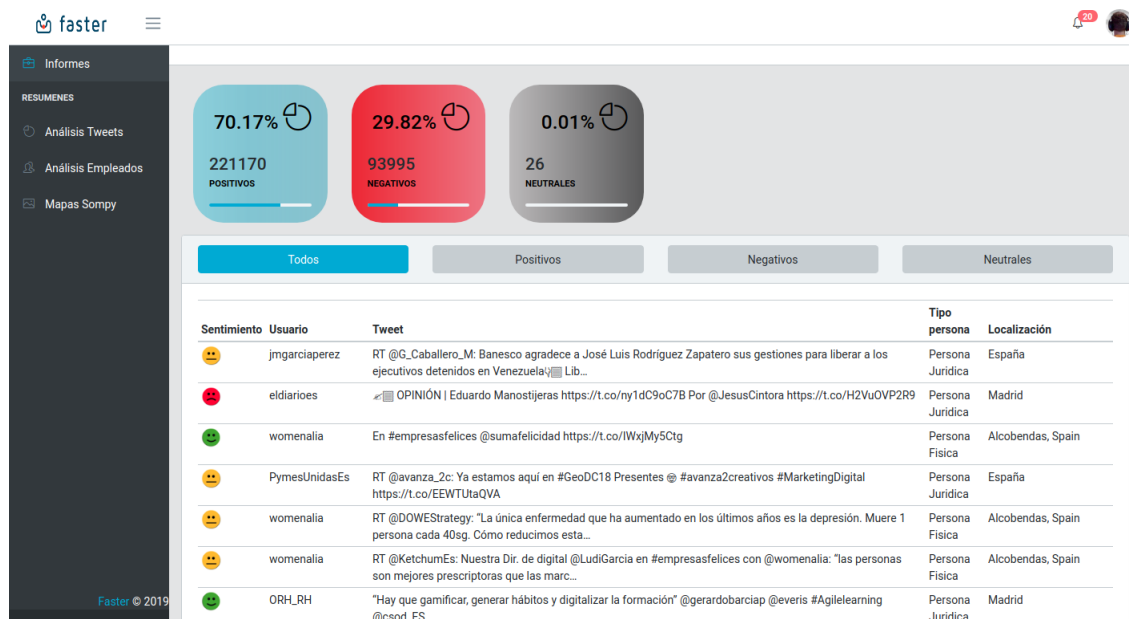 faster
20
Informes
RESUMENES
Análisis Tweets
Análisis Empleados
Mapas Sompy
Faster © 2019
70.17%
221170
POSITIVOS
29.82%
93995
NEGATIVOS
0.01%
26
NEUTRALES
Todos Positivos Negativos Neutrales
Sentimiento Usuario Tweet Tipo persona Localización
jmgarciaperez RT @G_Caballero_M: Banesco agradece a José Luis Rodríguez Zapatero sus gestiones para liberar a los Persona España
ejecutivos detenidos en Venezuela Lib... Juridica
eldiarioes OPINIÓN | Eduardo Manostijeras https://t.co/ny1dC9oC7B Por @JesusCintora https://t.co/H2VuOVP2R9 Persona Madrid
Juridica
womenalia En #empresasfelices @sumafelicidad https://t.co/IWxjMy5Ctg Persona Alcobendas, Spain
Fisica
PymesUnidasEs RT @avanza_2c: Ya estamos aquí en #GeoDC18 Presentes 🤓 #avanza2creativos #MarketingDigital Persona España
https://t.co/EEWTUtaQVA Juridica
womenalia RT @DOWEStrategy: "La única enfermedad que ha aumentado en los últimos años es la depresión. Muere 1 Persona Alcobendas, Spain
persona cada 40sg. Cómo reducimos esta... Fisica
womenalia RT @KetchumEs: Nuestra Dir. de digital @LudiGarcia en #empresasfelices con @womenalia: "las personas Persona Alcobendas, Spain
son mejores prescriptoras que las marc... Fisica
ORH_RH "Hay que gamificar, generar hábitos y digitalizar la formación" @gerardobarciap @everis #Agilelearning Persona Madrid
@csod_ES Juridica